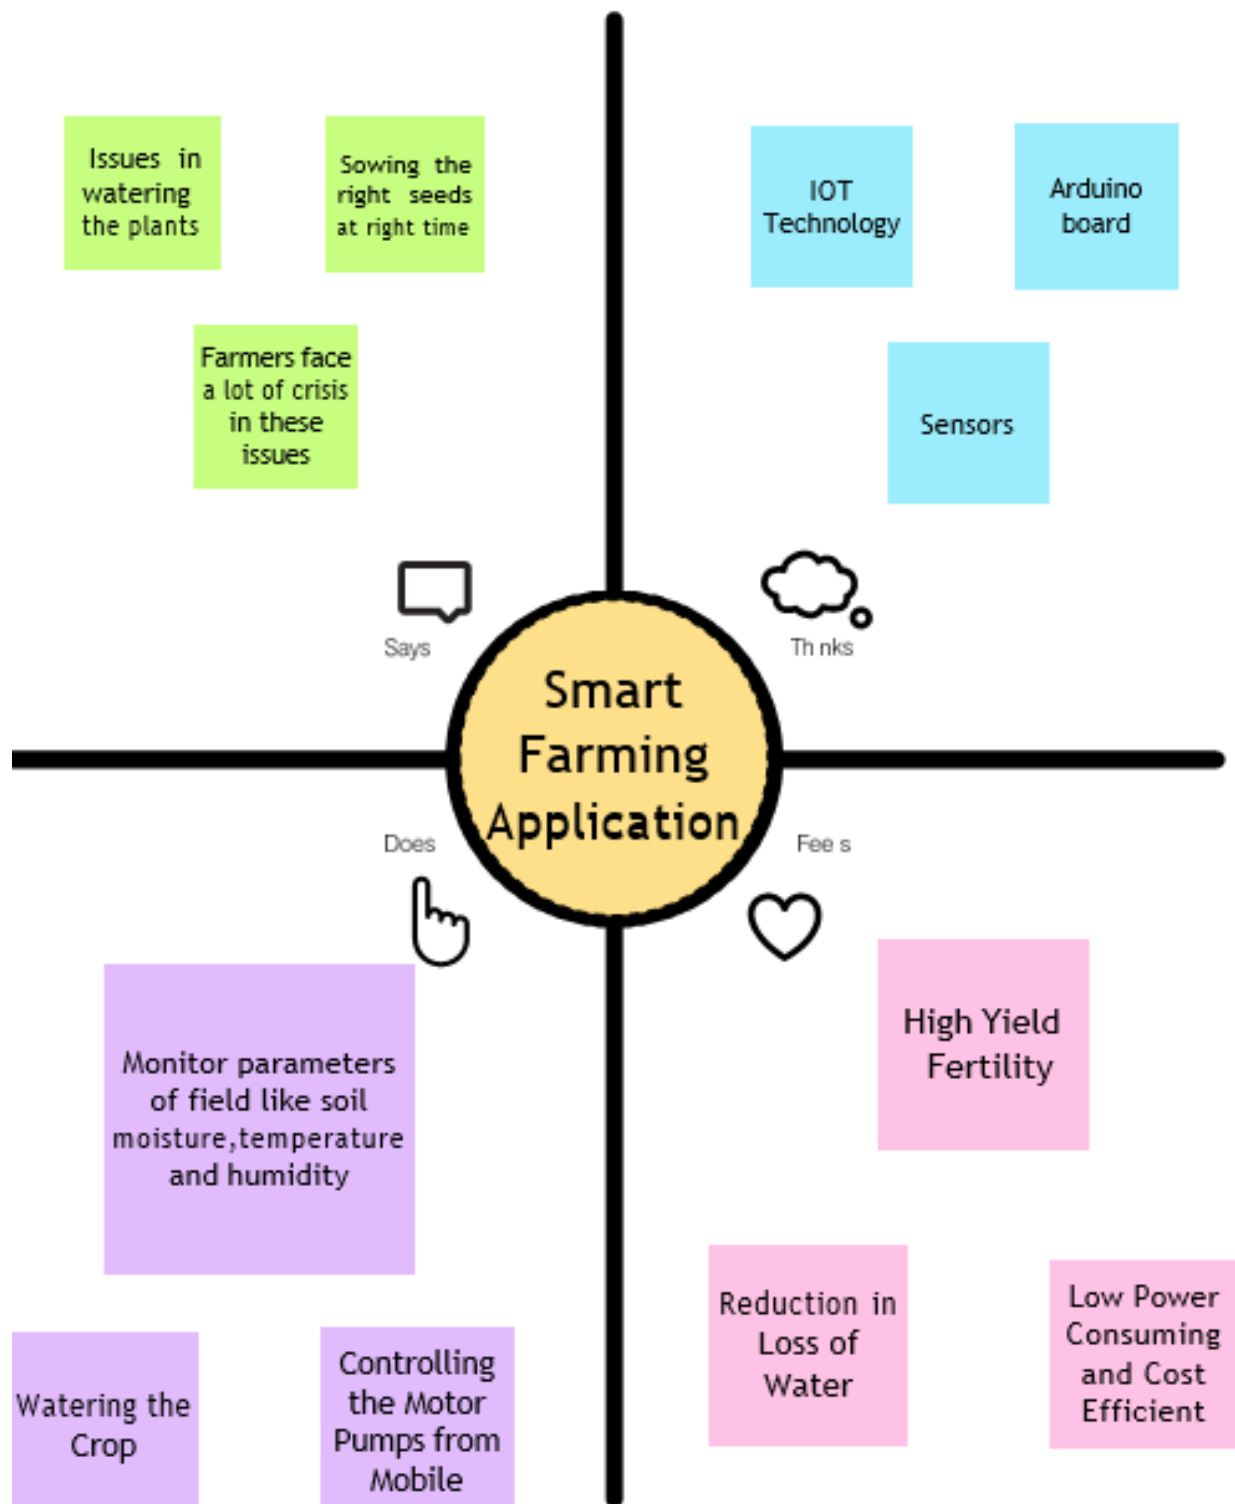 Issues in
watering
the plants
Sowing the
right seeds
at right time
Farmers face
a lot of crisis
in these
issues
Says
IOT
Technology
Arduino
board
Sensors
Th nks
Smart
Farming
Application
Does
Monitor parameters
of field like soil
moisture,temperature
and humidity
Watering the
Crop
Controlling
the Motor
Pumps from
Mobile
Fee s
High Yield
Fertility
Reduction in
Loss of
Water
Low Power
Consuming
and Cost
Efficient